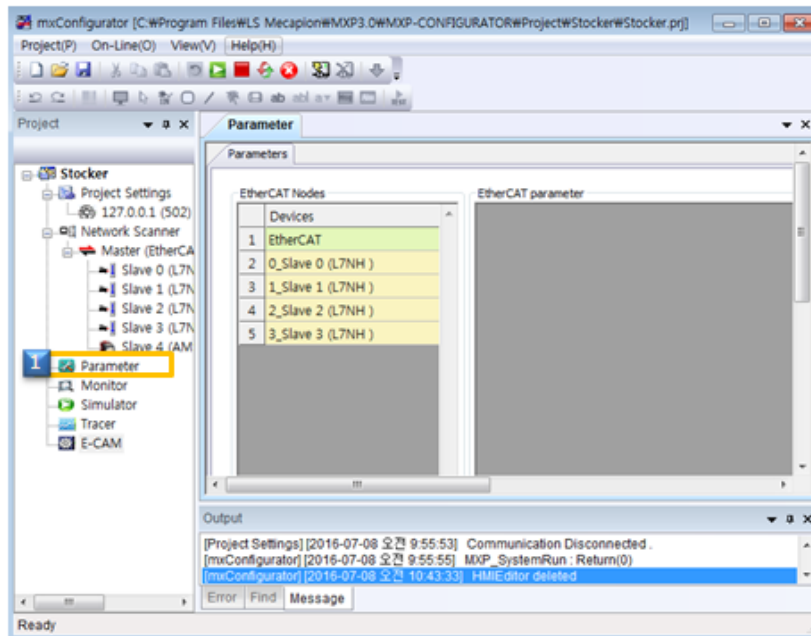 mxConfigurator [C:₩Program Files₩LS Mecapion₩MXP3.0₩MXP-CONFIGURATOR₩Project₩Stocker₩Stocker.prj]
Project(P) On-Line(O) View(V) Help(H)
Project
Stocker
Project Settings
127.0.0.1 (502)
Network Scanner
Master (EtherCA
Slave 0 (L7N
Slave 1 (L7N
Slave 2 (L7N
Slave 3 (L7N
Slave 4 (AM
1
Parameter
Monitor
Simulator
Tracer
E-CAM
Parameter
Parameters
EtherCAT Nodes
Devices
1 EtherCAT
2 0_Slave 0 (L7NH )
3 1_Slave 1 (L7NH )
4 2_Slave 2 (L7NH )
5 3_Slave 3 (L7NH )
EtherCAT parameter
Output
[Project Settings] [2016-07-08 오전 9:55:53] Communication Disconnected .
[mxConfigurator] [2016-07-08 오전 9:55:55] MXP_SystemRun : Return(0)
[mxConfigurator] [2016-07-08 오전 10:43:33] HMIEditor deleted
Error Find Message
Ready